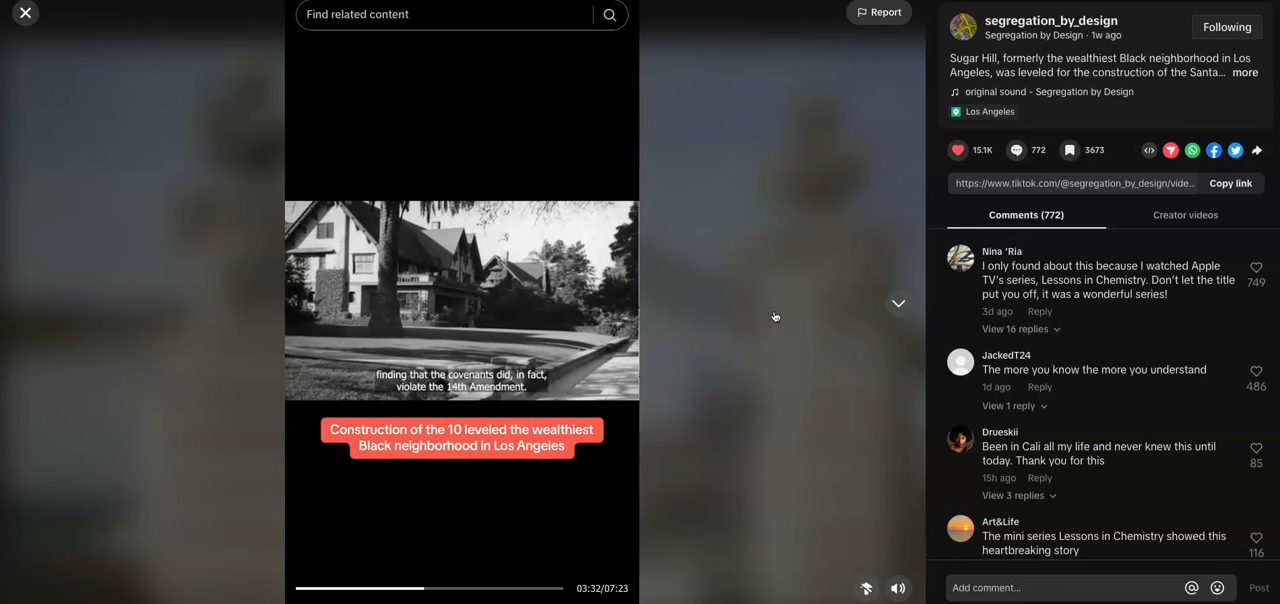 Find related content
Report
finding that the covenants did, in fact,
violate the 14th Amendment.
Construction of the 10 leveled the wealthiest
Black neighborhood in Los Angeles
03:32/07:23
segregation_by_design
Segregation by Design · 1w ago
Following
Sugar Hill, formerly the wealthiest Black neighborhood in Los
Angeles, was leveled for the construction of the Santa... more
original sound - Segregation by Design
Los Angeles
15.1K 772 3673
https://www.tiktok.com/@segregation_by_design/vide...
Copy link
Comments (772)
Creator videos
Nina ‘Ria
I only found about this because I watched Apple
TV’s series, Lessons in Chemistry. Don’t let the title
put you off, it was a wonderful series!
749
3d ago Reply
View 16 replies
JackedT24
The more you know the more you understand
486
1d ago Reply
View 1 reply
Drueskii
Been in Cali all my life and never knew this until
today. Thank you for this
85
15h ago Reply
View 3 replies
Art&Life
The mini series Lessons in Chemistry showed this
heartbreaking story
116
Add comment...
Post